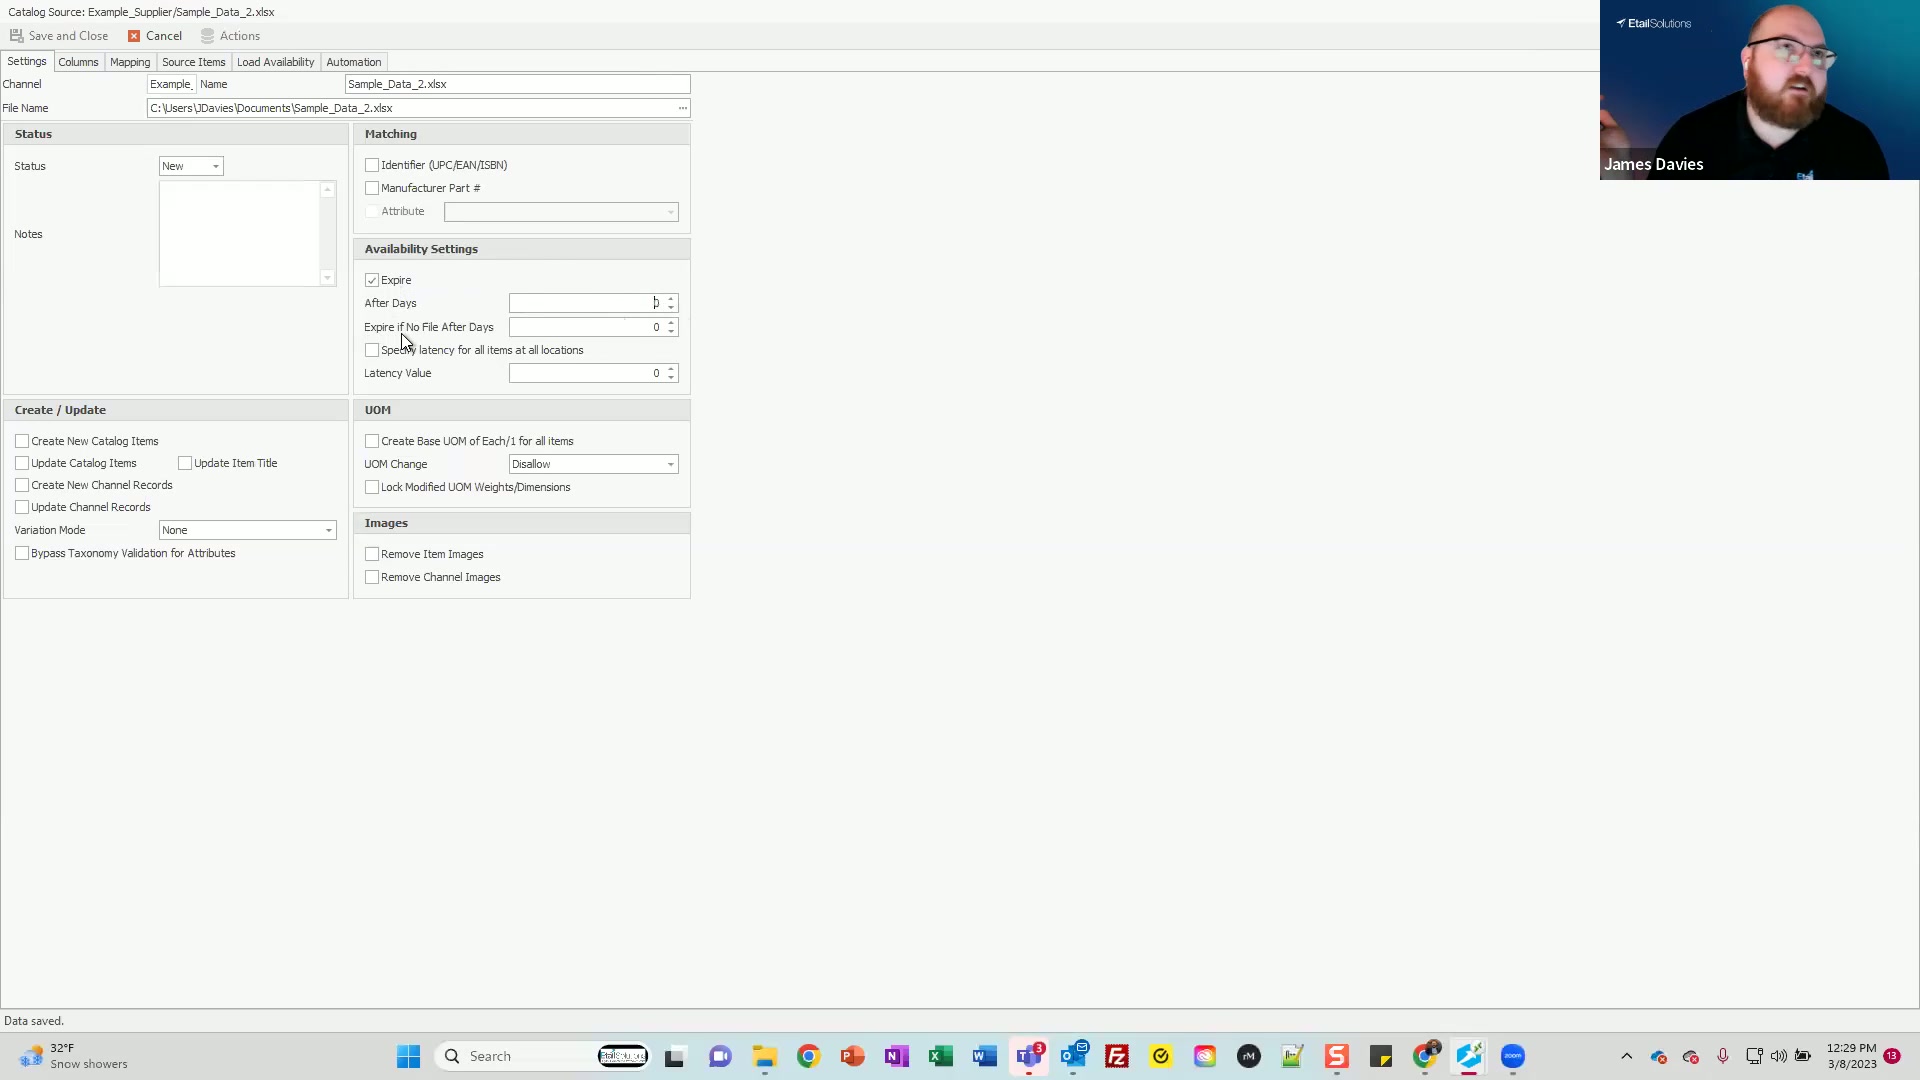 Catalog Source: Example_Supplier/Sample_Data_2.xlsx
Save and Close Cancel Actions
Settings Columns Mapping Source Items Load Availability Automation
Channel Example_ Name Sample_Data_2.xlsx
File Name C:\Users\JDavies\Documents\Sample_Data_2.xlsx ...
Status
Status New
Notes
Matching
Identifier (UPC/EAN/ISBN)
Manufacturer Part #
Attribute
Availability Settings
Expire
After Days 0
Expire if No File After Days 0
Specify latency for all items at all locations
Latency Value 0
Create / Update
Create New Catalog Items
Update Catalog Items Update Item Title
Create New Channel Records
Update Channel Records
Variation Mode None
Bypass Taxonomy Validation for Attributes
UOM
Create Base UOM of Each/1 for all items
UOM Change Disallow
Lock Modified UOM Weights/Dimensions
Images
Remove Item Images
Remove Channel Images
EtailSolutions
James Davies
Data saved.
32°F
Snow showers
Search
EtailSolutions
3
rM
zoom
12:29 PM
3/8/2023
13